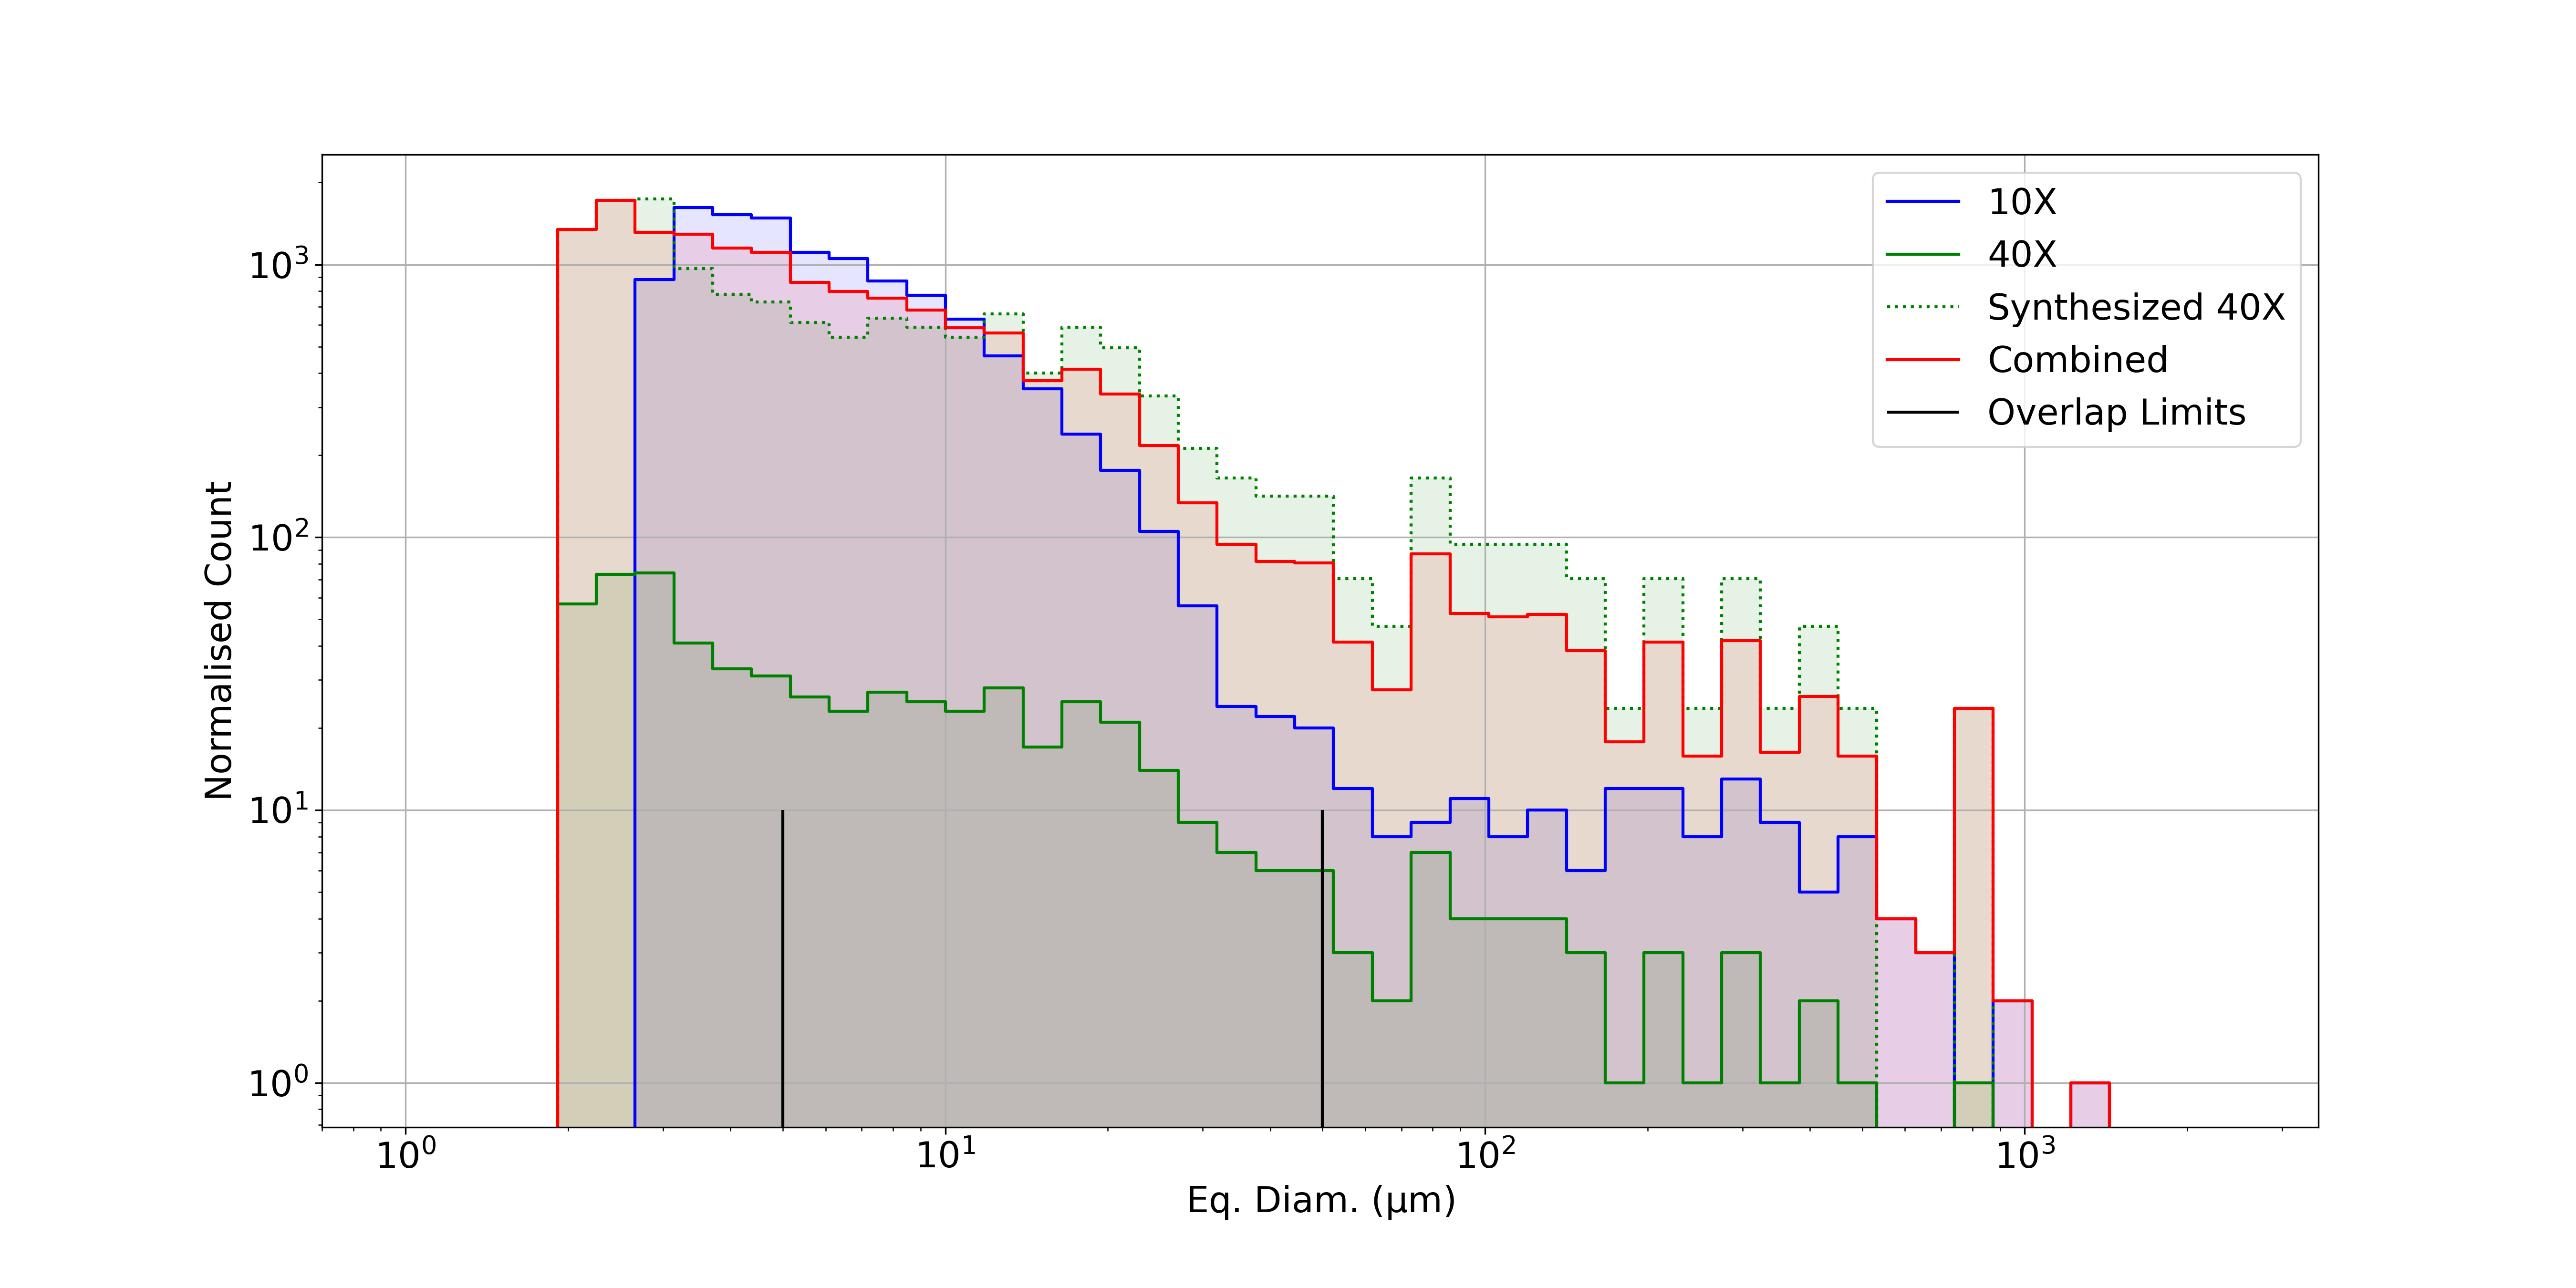 10X
40X
Synthesized 40X
Combined
Overlap Limits
Normalised Count
10³
10²
10¹
10⁰
10⁰ 10¹ 10² 10³
Eq. Diam. (μm)